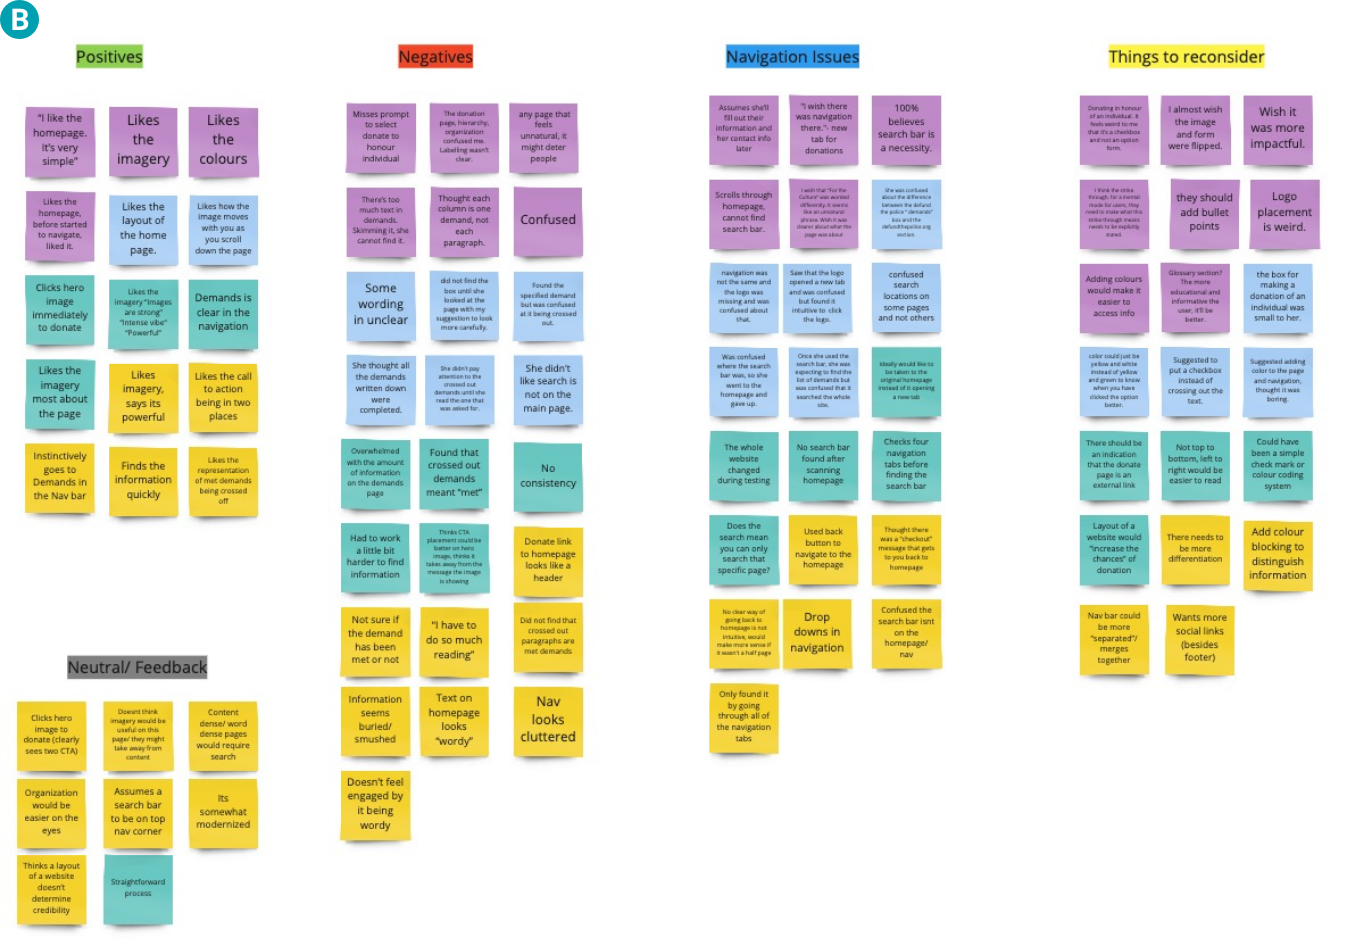 B
Positives
"I like the
homepage.
It's very
simple"
Likes
the
imagery
Likes
the
colours
Likes the
homepage,
before started
to navigate,
liked it.
Likes the
layout of
the home
page.
Likes how the
image moves
with you as
you scroll
down the page
Clicks hero
image
immediately
to donate
Likes the
imagery "Images
are strong"
"Intense vibe"
"Powerful"
Demands is
clear in the
navigation
Likes the
imagery
most about
the page
Likes
imagery,
says its
powerful
Likes the call
to action
being in two
places
Instinctively
goes to
Demands in
the Nav bar
Finds the
information
quickly
Likes the
representation
of met demands
being crossed
off
Neutral/ Feedback
Clicks hero
image to
donate (clearly
sees two CTA)
Doesnt think
imagery would be
useful on this
page/ they might
take away from
content
Content
dense/ word
dense pages
would require
search
Organization
would be
easier on the
eyes
Assumes a
search bar
to be on top
nav corner
Its
somewhat
modernized
Thinks a layout
of a website
doesn't
determine
credibility
Straightforward
process
Negatives
Misses prompt
to select
donate to
honour
individual
The donation
page, hierarchy,
organization
confused me.
Labelling wasn't
clear.
any page that
feels
unnatural, it
might deter
people
There's too
much text in
demands.
Skimming it, she
cannot find it.
Thought each
column is one
demand, not
each
paragraph.
Confused
Some
wording
in unclear
did not find the
box until she
looked at the
page with my
suggestion to look
more carefully.
Found the
specified demand
but was confused
at it being crossed
out.
She thought all
the demands
written down
were
completed.
She didn't pay
attention to the
crossed out
demands until she
read the one that
was asked for.
She didn't
like search is
not on the
main page.
Overwhelmed
with the amount
of information
on the demands
page
Found that
crossed out
demands
meant "met"
No
consistency
Had to work
a little bit
harder to find
information
Thinks CTA
placement could be
better on hero
image, thinks it
takes away from the
message the image
is showing
Donate link
to homepage
looks like a
header
Not sure if
the demand
has been
met or not
"I have to
do so much
reading"
Did not find that
crossed out
paragraphs are
met demands
Information
seems
buried/
smushed
Text on
homepage
looks
"wordy"
Nav
looks
cluttered
Doesn't feel
engaged by
it being
wordy
Navigation Issues
Assumes she'll
fill out their
information and
her contact info
later
"I wish there
was navigation
there."- new
tab for
donations
100%
believes
search bar is
a necessity.
Scrolls through
homepage,
cannot find
search bar.
I wish that "For the
Culture" was worded
differently. It seems
like an unnatural
phrase. Wish it was
clearer about what the
page was about
She was confused
about the difference
between the defund
the police " demands"
box and the
defundthepolice.org
section.
navigation was
not the same and
the logo was
missing and was
confused about
that.
Saw that the logo
opened a new tab
and was confused
but found it
intuitive to click
the logo.
confused
search
locations on
some pages
and not others
Was confused
where the search
bar was, so she
went to the
homepage and
gave up.
Once she used the
search bar, she was
expecting to find the
list of demands but
was confused that it
searched the whole
site.
Ideally would like to
be taken to the
original homepage
instead of it opening
a new tab
The whole
website
changed
during testing
No search bar
found after
scanning
homepage
Checks four
navigation
tabs before
finding the
search bar
Does the
search mean
you can only
search that
specific page?
Used back
button to
navigate to the
homepage
Thought there
was a "checkout"
message that gets
to you back to
homepage
No clear way of
going back to
homepage is not
intuitive, would
make more sense if
it wasn't a half page
Drop
downs in
navigation
Confused the
search bar isnt
on the
homepage/
nav
Only found it
by going
through all of
the navigation
tabs
Things to reconsider
Donating in honour
of an individual. It
feels weird to me
that it's a checkbox
and not an option
form.
I almost wish
the image
and form
were flipped.
Wish it
was more
impactful.
I think the strike
through, for a mental
made for users, they
need to make what this
strike through means
needs to be explicitly
stated.
they should
add bullet
points
Logo
placement
is weird.
Adding colours
would make it
easier to
access info
Glossary section?
The more
educational and
informative the
user, it'll be
better.
the box for
making a
donation of an
individual was
small to her.
color could just be
yellow and white
instead of yellow
and green to know
when you have
clicked the option
better.
Suggested to
put a checkbox
instead of
crossing out the
text.
Suggested adding
color to the page
and navigation,
thought it was
boring.
There should be
an indication
that the donate
page is an
external link
Not top to
bottom, left to
right would be
easier to read
Could have
been a simple
check mark or
colour coding
system
Layout of a
website would
"increase the
chances" of
donation
There needs to
be more
differentiation
Add colour
blocking to
distinguish
information
Nav bar could
be more
"separated"/
merges
together
Wants more
social links
(besides
footer)